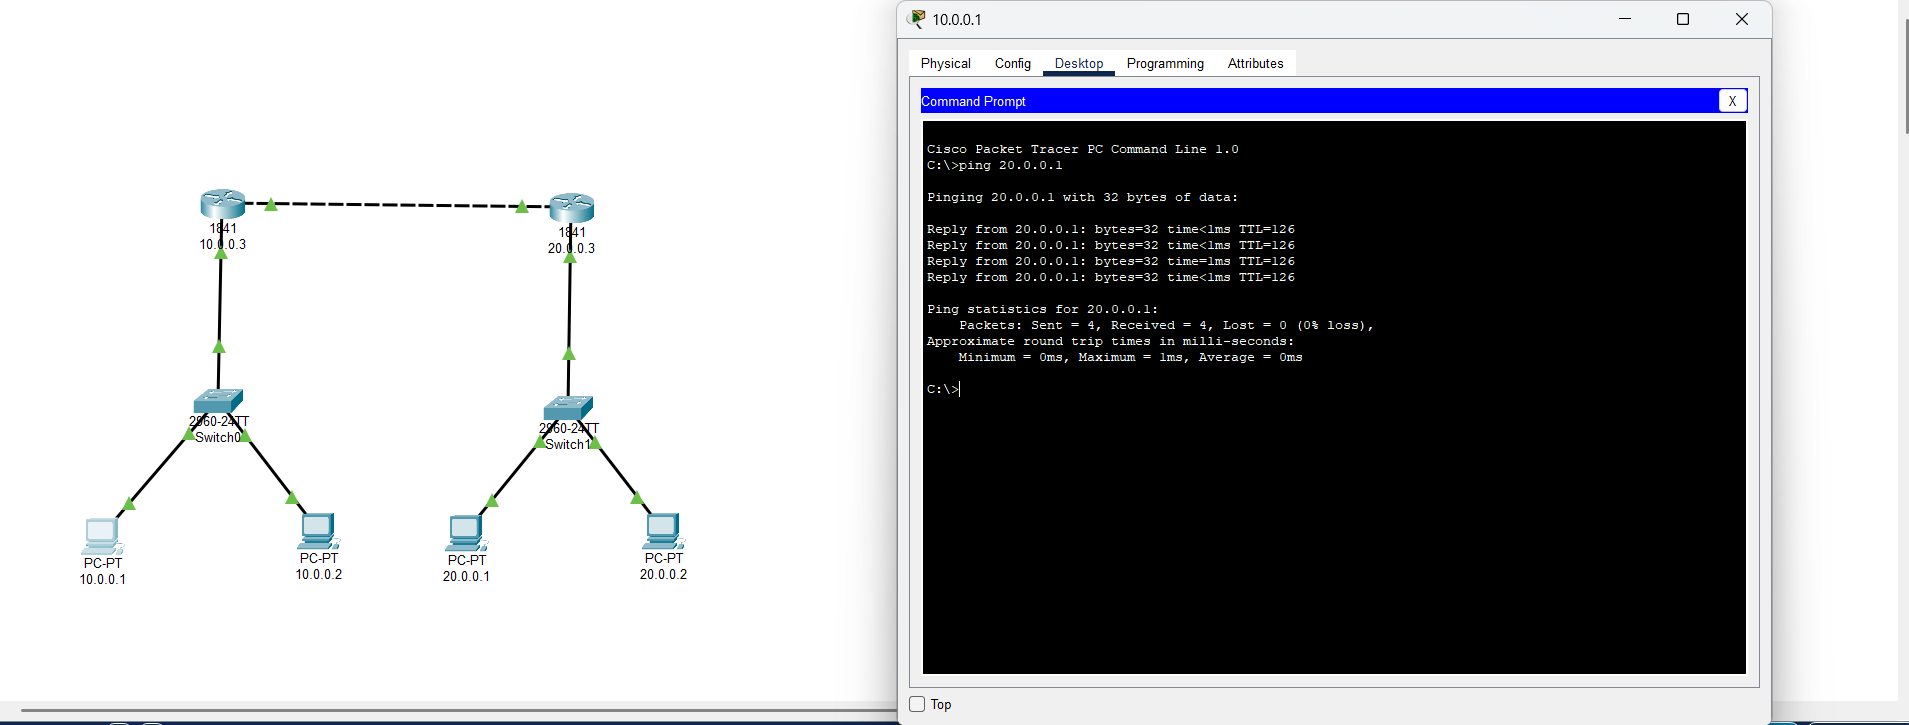 1841
10.0.0.3
1841
20.0.0.3
2960-24TT
Switch0
2960-24TT
Switch1
PC-PT
10.0.0.1
PC-PT
10.0.0.2
PC-PT
20.0.0.1
PC-PT
20.0.0.2
10.0.0.1
Physical Config Desktop Programming Attributes
Command Prompt X
Cisco Packet Tracer PC Command Line 1.0
C:\>ping 20.0.0.1
Pinging 20.0.0.1 with 32 bytes of data:
Reply from 20.0.0.1: bytes=32 time<1ms TTL=126
Reply from 20.0.0.1: bytes=32 time<1ms TTL=126
Reply from 20.0.0.1: bytes=32 time=1ms TTL=126
Reply from 20.0.0.1: bytes=32 time<1ms TTL=126
Ping statistics for 20.0.0.1:
Packets: Sent = 4, Received = 4, Lost = 0 (0% loss),
Approximate round trip times in milli-seconds:
Minimum = 0ms, Maximum = 1ms, Average = 0ms
C:\>
Top